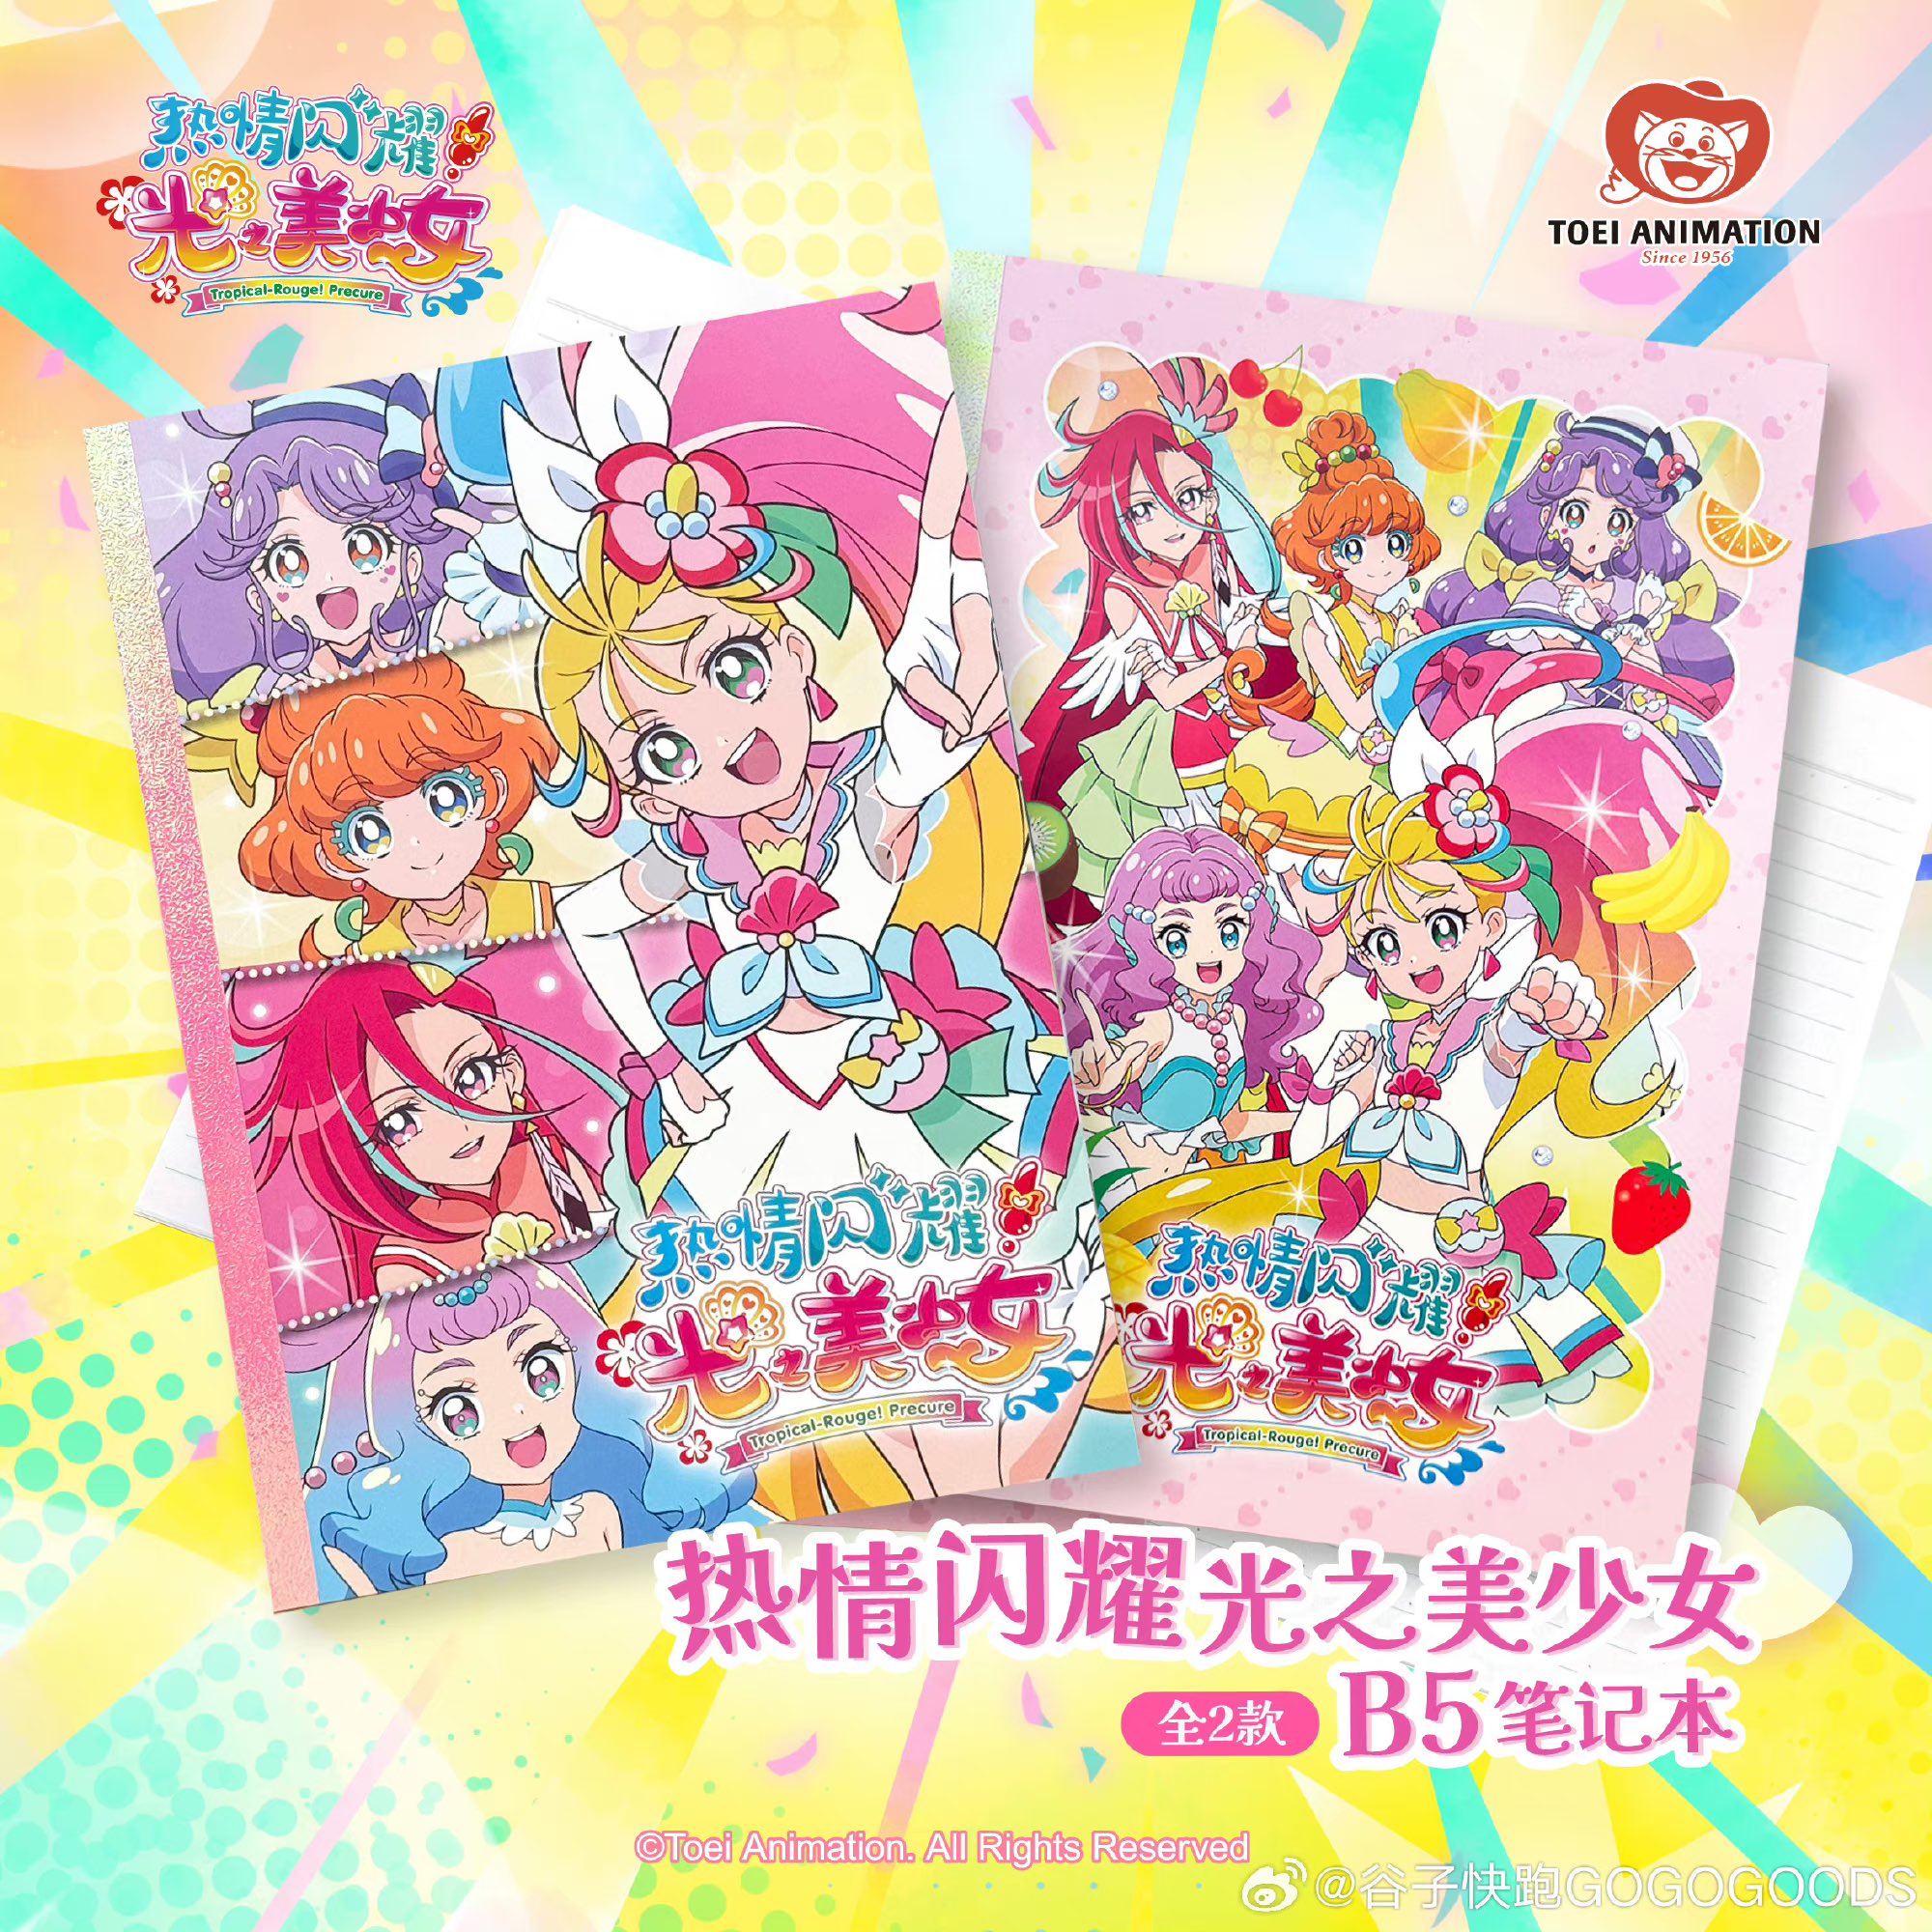 热情闪耀!
光之美少女
Tropical-Rouge! Precure
TOEI ANIMATION
Since 1956
热情闪耀!
光之美少女
Tropical-Rouge! Precure
热情闪耀!
光之美少女
Tropical-Rouge! Precure
热情闪耀光之美少女
全2款 B5笔记本
©Toei Animation. All Rights Reserved
@谷子快跑GOGOGOODS